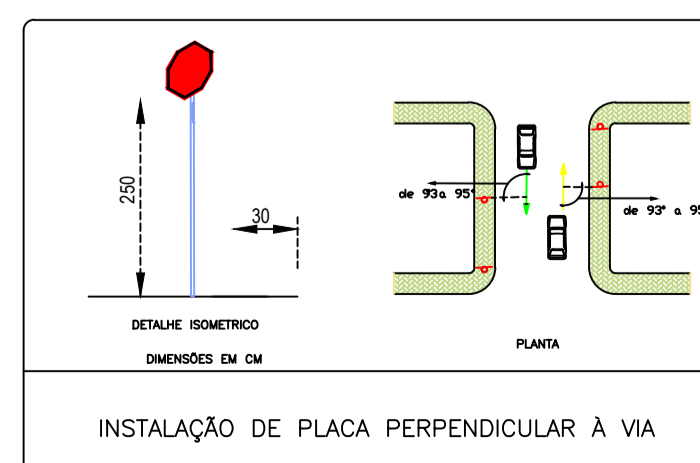 250
30
de 93a 95°
de 93° a 95
DETALHE ISOMETRICO
DIMENSÕES EM CM
PLANTA
INSTALAÇÃO DE PLACA PERPENDICULAR À VIA